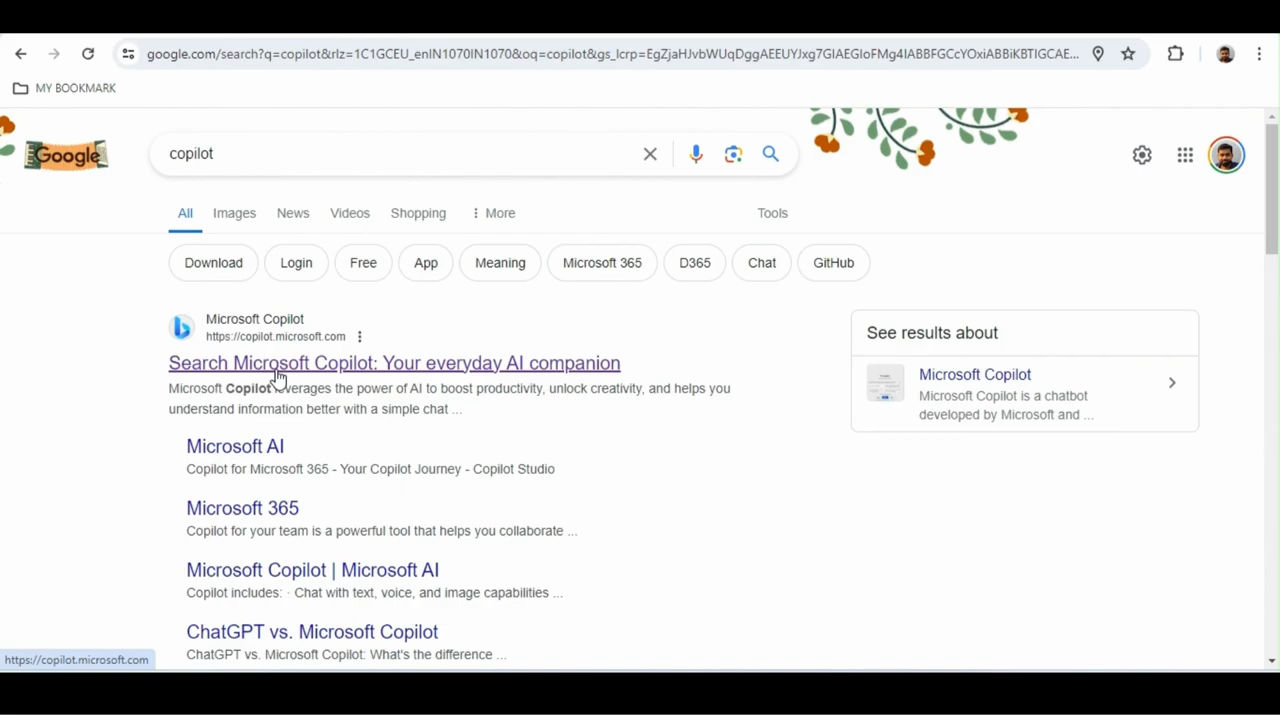 google.com/search?q=copilot&rlz=1C1GCEU_enIN1070IN1070&oq=copilot&gs_lcrp=EgZjaHJvbWUqDggAEEUYJxg7GIAEGIoFMg4IABBFGCcYOxiABBiKBTIGCAE...
MY BOOKMARK
Google
copilot
All
Images
News
Videos
Shopping
More
Tools
Download
Login
Free
App
Meaning
Microsoft 365
D365
Chat
GitHub
Microsoft Copilot
https://copilot.microsoft.com
Search Microsoft Copilot: Your everyday AI companion
Microsoft Copilot leverages the power of AI to boost productivity, unlock creativity, and helps you
understand information better with a simple chat ...
Microsoft AI
Copilot for Microsoft 365 - Your Copilot Journey - Copilot Studio
Microsoft 365
Copilot for your team is a powerful tool that helps you collaborate ...
Microsoft Copilot | Microsoft AI
Copilot includes: · Chat with text, voice, and image capabilities ...
ChatGPT vs. Microsoft Copilot
ChatGPT vs. Microsoft Copilot: What's the difference ...
See results about
Microsoft Copilot
Microsoft Copilot is a chatbot
developed by Microsoft and ...
https://copilot.microsoft.com